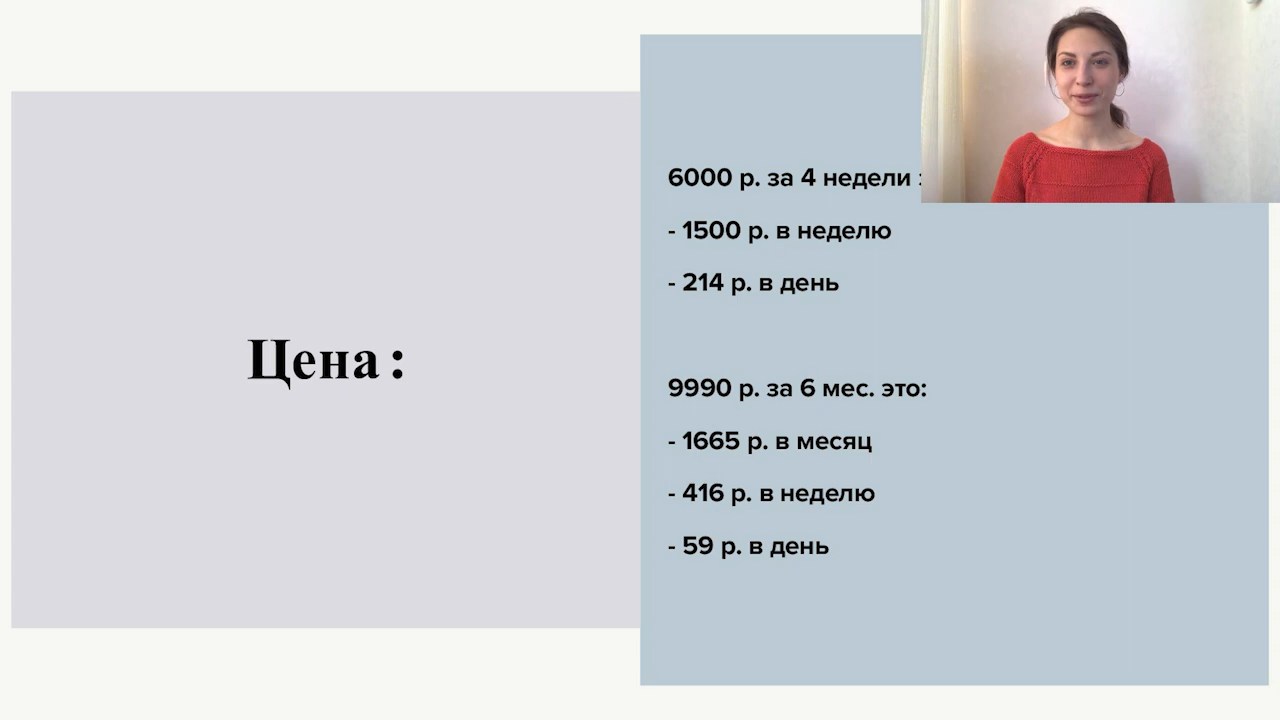 Цена:
6000 р. за 4 недели
- 1500 р. в неделю
- 214 р. в день
9990 р. за 6 мес. это:
- 1665 р. в месяц
- 416 р. в неделю
- 59 р. в день